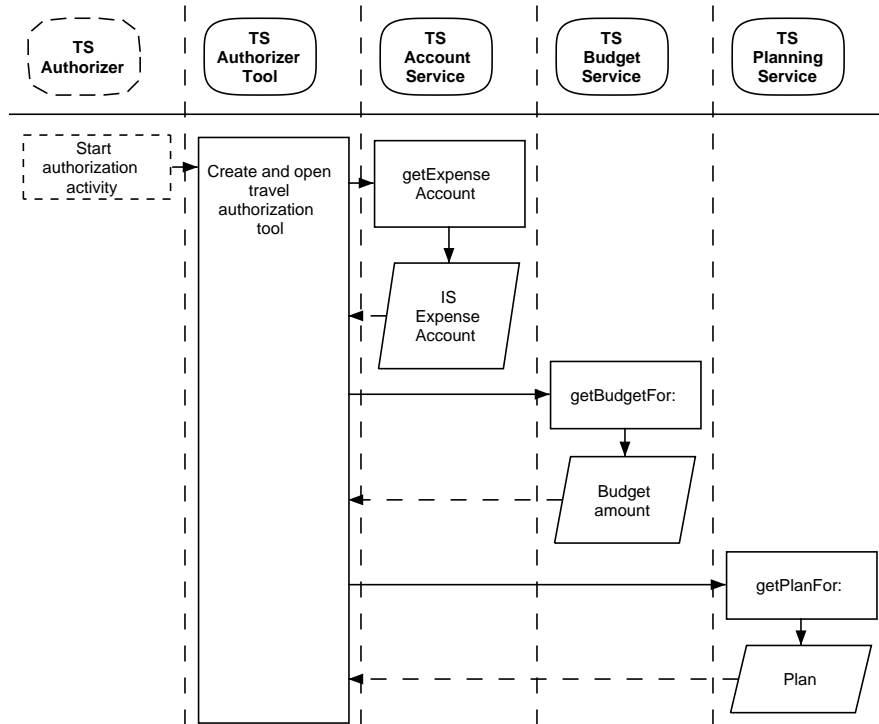 TS
Authorizer
TS
Authorizer
Tool
TS
Account
Service
TS
Budget
Service
TS
Planning
Service
Start
authorization
activity
Create and open
travel
authorization
tool
getExpense
Account
IS
Expense
Account
getBudgetFor:
Budget
amount
getPlanFor:
Plan